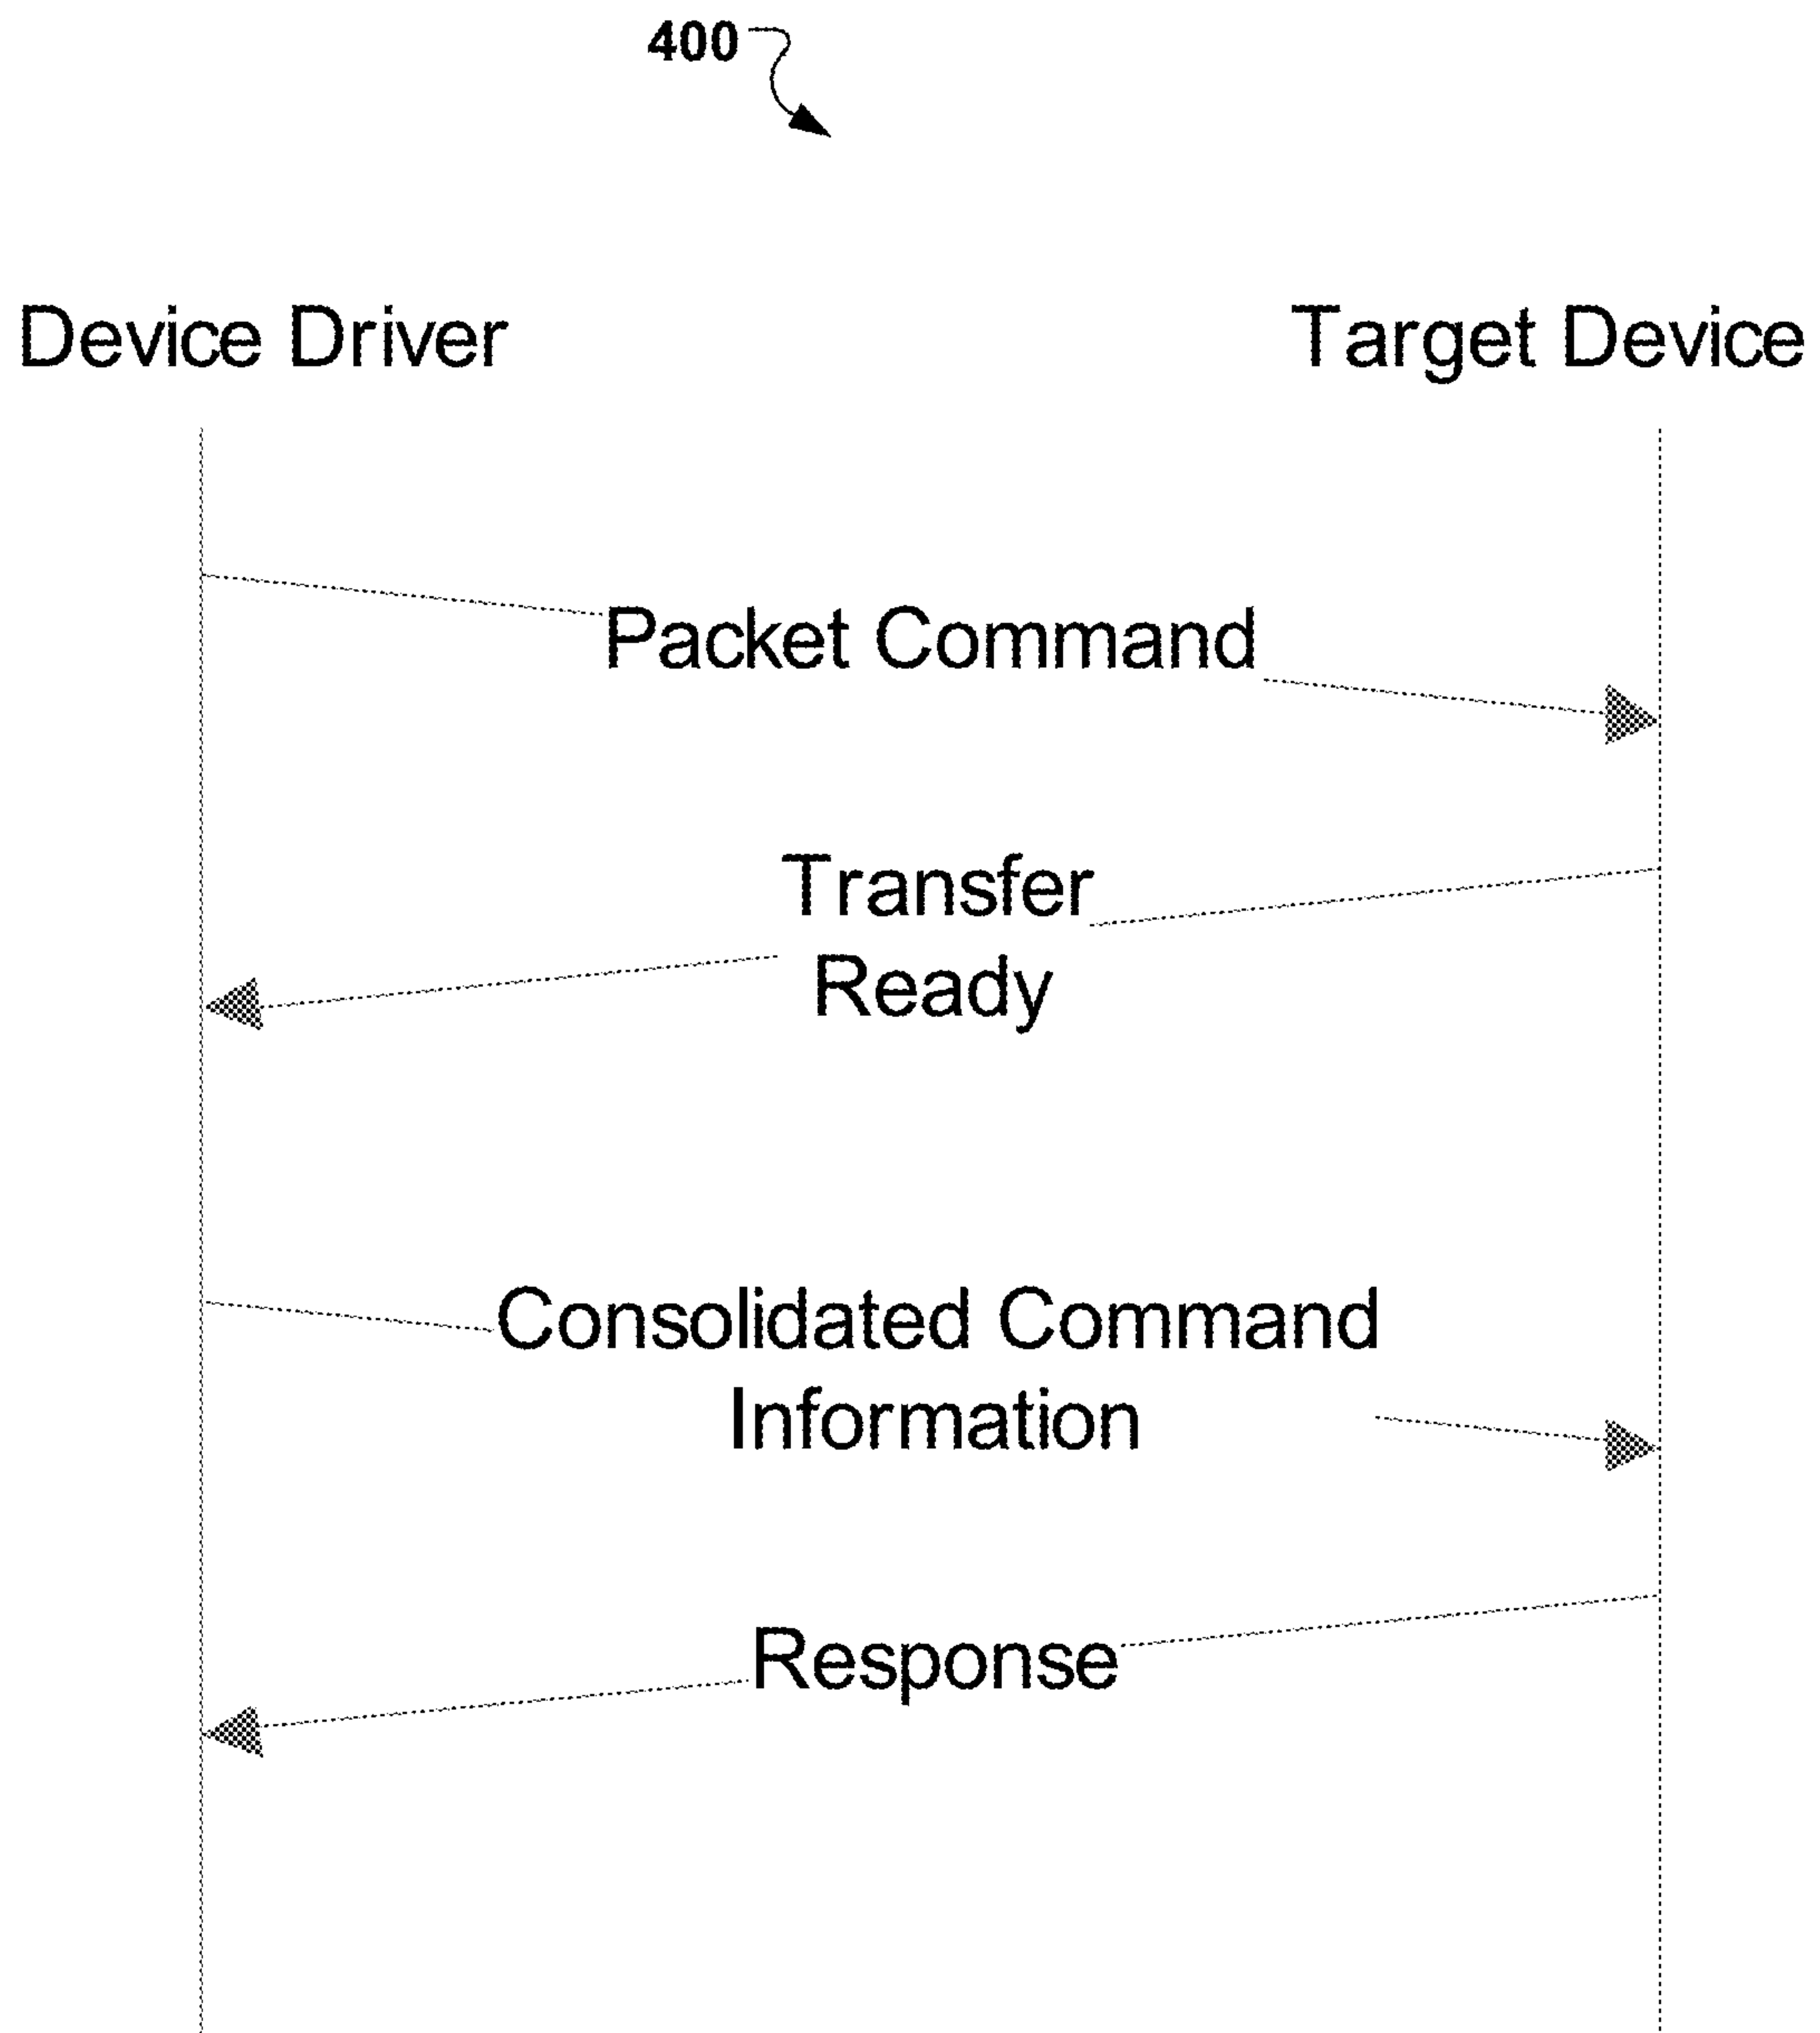 400
Device Driver
Target Device
Packet Command
Transfer
Ready
Consolidated Command
Information
Response